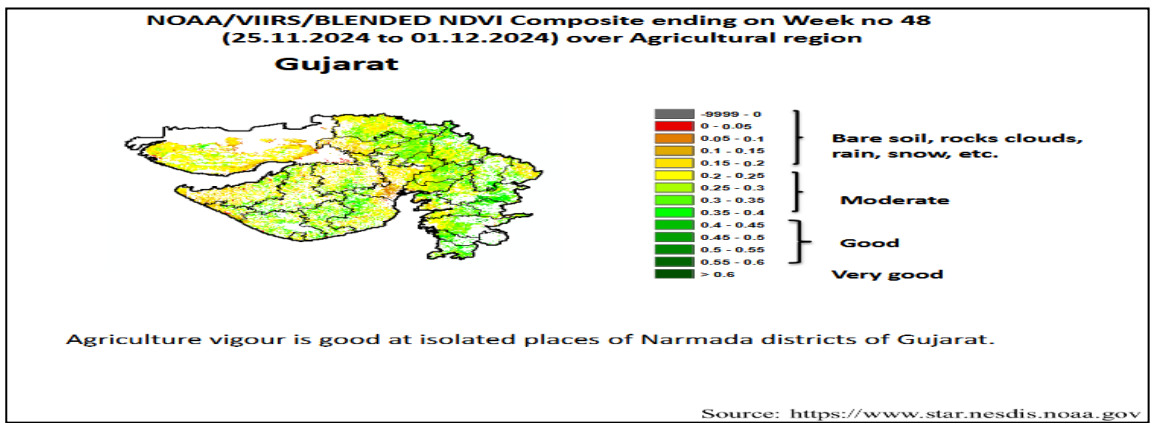 NOAA/VIIRS/BLENDED NDVI Composite ending on Week no 48
(25.11.2024 to 01.12.2024) over Agricultural region
Gujarat
-9999 - 0
0 - 0.05
0.05 - 0.1
0.1 - 0.15
0.15 - 0.2
0.2 - 0.25
0.25 - 0.3
0.3 - 0.35
0.35 - 0.4
0.4 - 0.45
0.45 - 0.5
0.5 - 0.55
0.55 - 0.6
> 0.6
Bare soil, rocks clouds,
rain, snow, etc.
Moderate
Good
Very good
Agriculture vigour is good at isolated places of Narmada districts of Gujarat.
Source: https://www.star.nesdis.noaa.gov